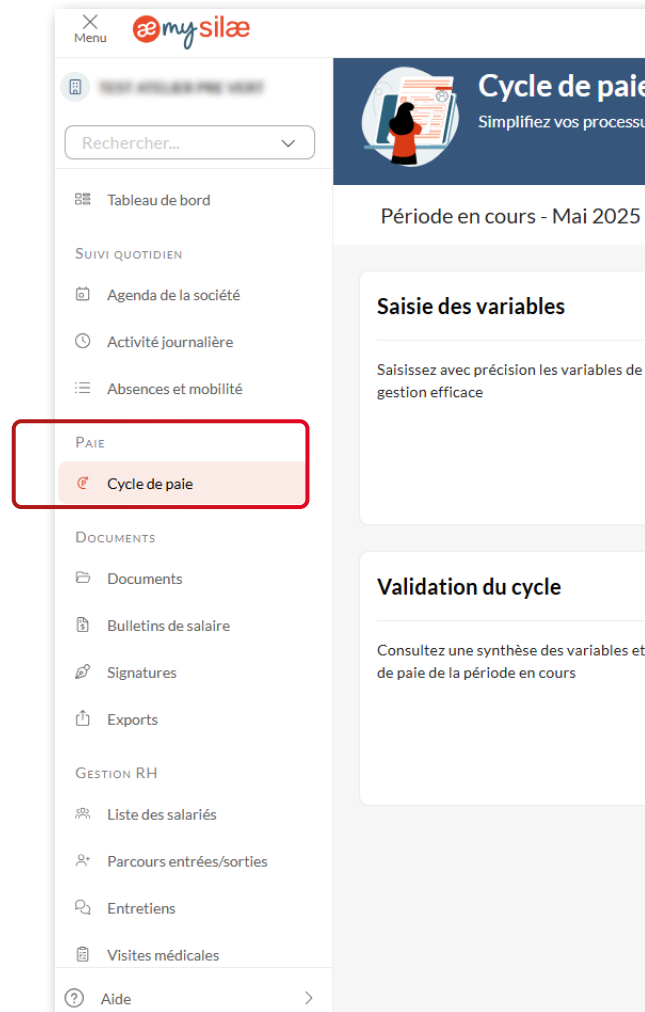 Menu
mysilæ
Rechercher...
Tableau de bord
SUIVI QUOTIDIEN
Agenda de la société
Activité journalière
Absences et mobilité
PAIE
Cycle de paie
DOCUMENTS
Documents
Bulletins de salaire
Signatures
Exports
GESTION RH
Liste des salariés
Parcours entrées/sorties
Entretiens
Visites médicales
Aide
Cycle de paie
Simplifiez vos processu
Période en cours - Mai 2025
Saisie des variables
Saisissez avec précision les variables de
gestion efficace
Validation du cycle
Consultez une synthèse des variables et
de paie de la période en cours